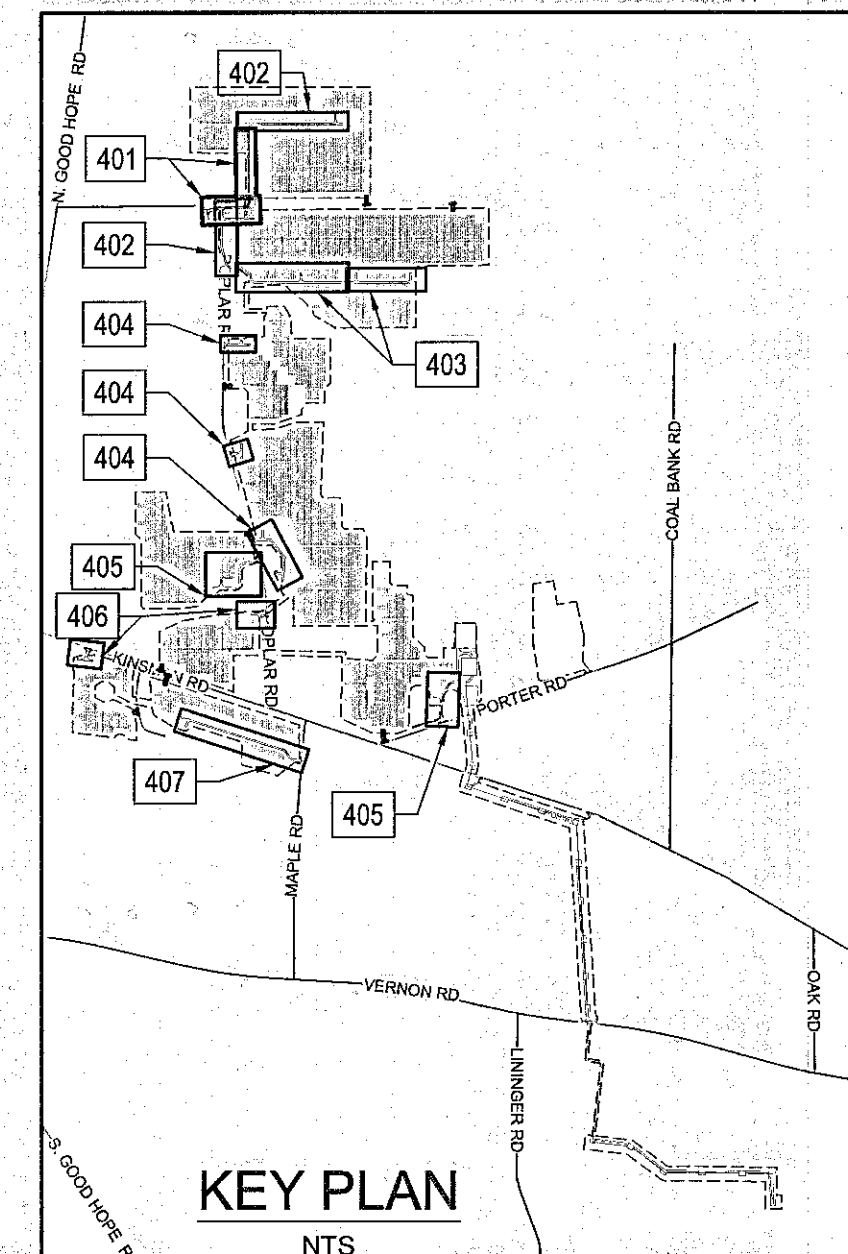 402
N. GOOD HOPE RD
401
402
404
403
404
COAL BANK RD
404
405
406
PORTER RD
407
405
MAPLE RD
VERNON RD
OAK RD
LININGER RD
S. GOOD HOPE
KEY PLAN
NTS